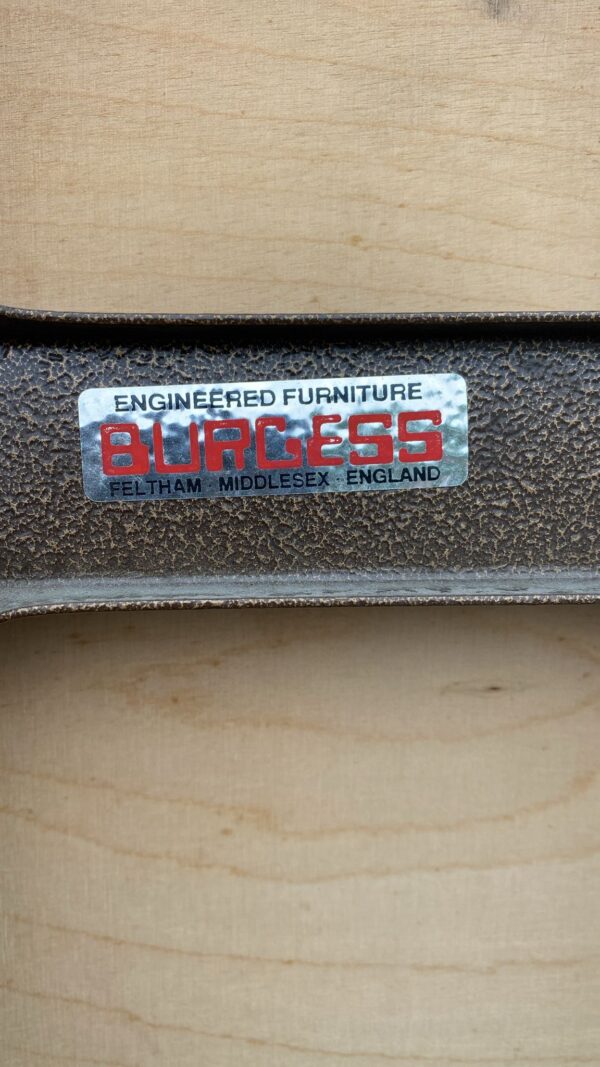 ENGINEERED FURNITURE
BURGESS
FELTHAM · MIDDLESEX · ENGLAND